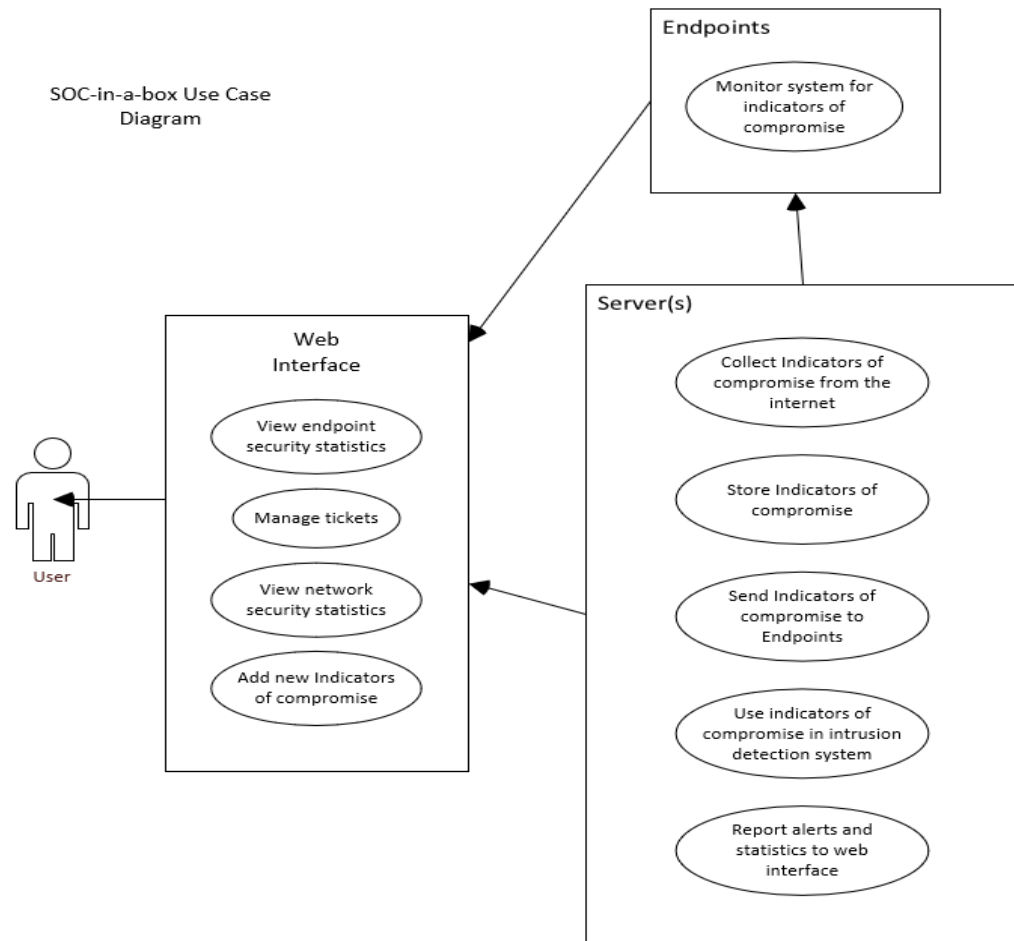 SOC-in-a-box Use Case
Diagram
Endpoints
Monitor system for
indicators of
compromise
Server(s)
Collect Indicators of
compromise from the
internet
Store Indicators of
compromise
Send Indicators of
compromise to
Endpoints
Use indicators of
compromise in intrusion
detection system
Report alerts and
statistics to web
interface
Web
Interface
View endpoint
security statistics
Manage tickets
View network
security statistics
Add new Indicators
of compromise
User